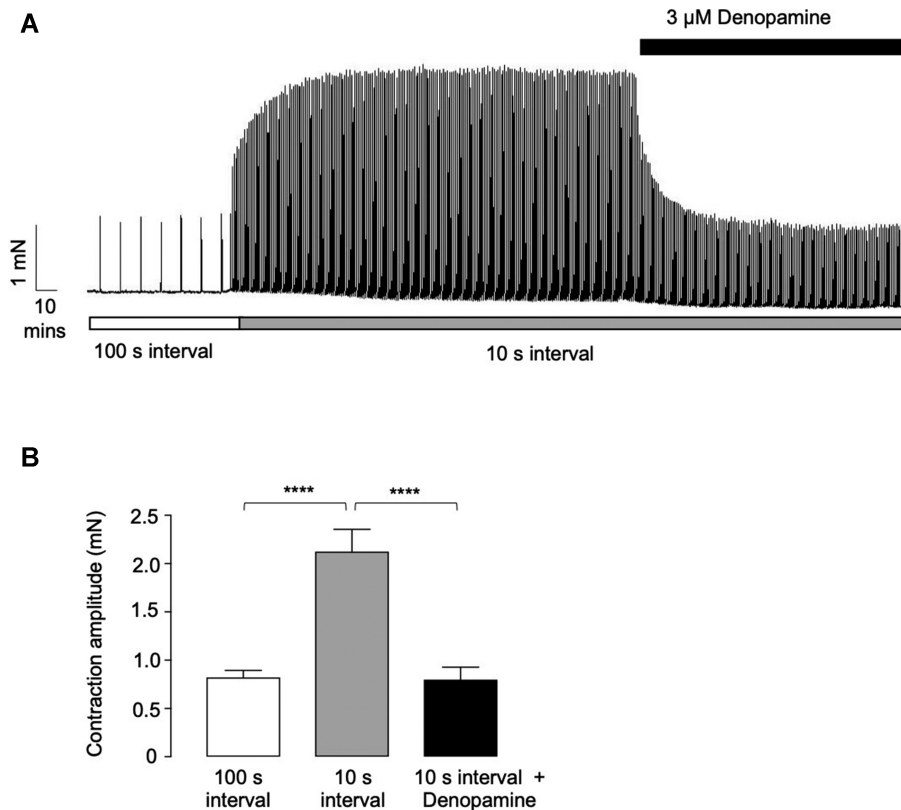 A
3 μM Denopamine
1 mN
10
mins
100 s interval
10 s interval
B
****
****
Contraction amplitude (mN)
2.5
2.0
1.5
1.0
0.5
0
100 s
interval
10 s
interval
10 s interval +
Denopamine